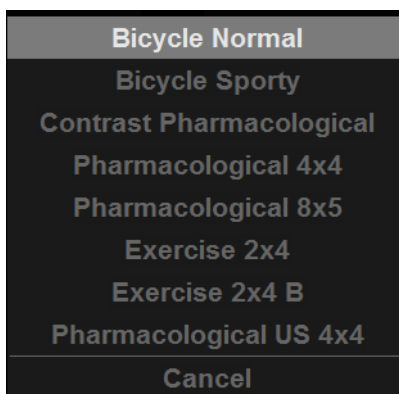 Bicycle Normal
Bicycle Sporty
Contrast Pharmacological
Pharmacological 4x4
Pharmacological 8x5
Exercise 2x4
Exercise 2x4 B
Pharmacological US 4x4
Cancel